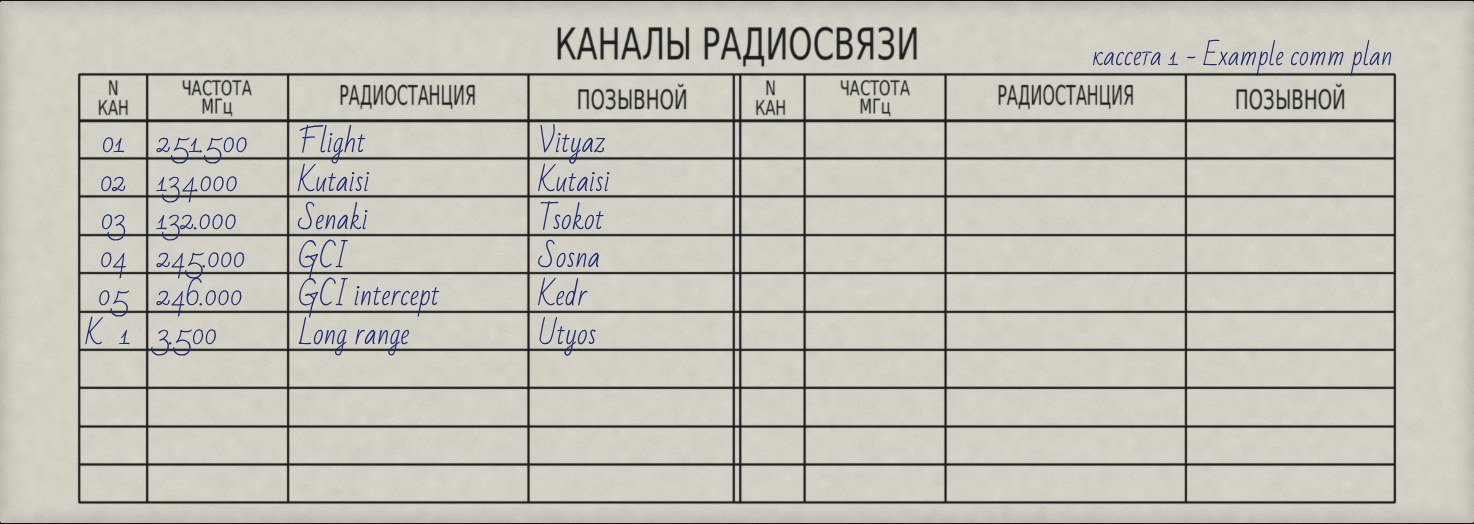 КАНАЛЫ РАДИОСВЯЗИ
кассета 1 - Example comm plan
N КАН ЧАСТОТА МГц РАДИОСТАНЦИЯ ПОЗЫВНОЙ N КАН ЧАСТОТА МГц РАДИОСТАНЦИЯ ПОЗЫВНОЙ
01 251.500 Flight Vityaz
02 134.000 Kutaisi Kutaisi
03 132.000 Senaki Tsokot
04 245.000 GCI Sosna
05 246.000 GCI intercept Kedr
К 1 3.500 Long range Utyos